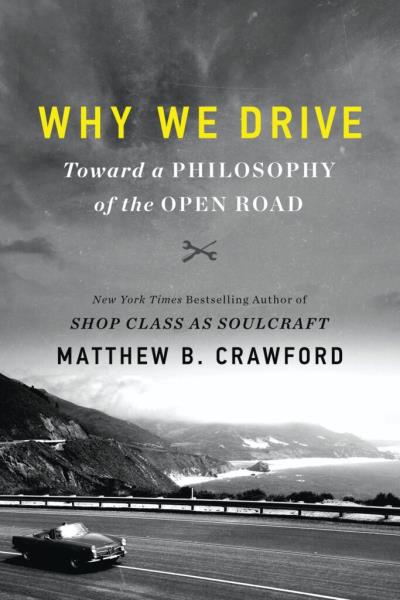 WHY WE DRIVE
Toward a PHILOSOPHY
of the OPEN ROAD
New York Times Bestselling Author of
SHOP CLASS AS SOULCRAFT
MATTHEW B. CRAWFORD